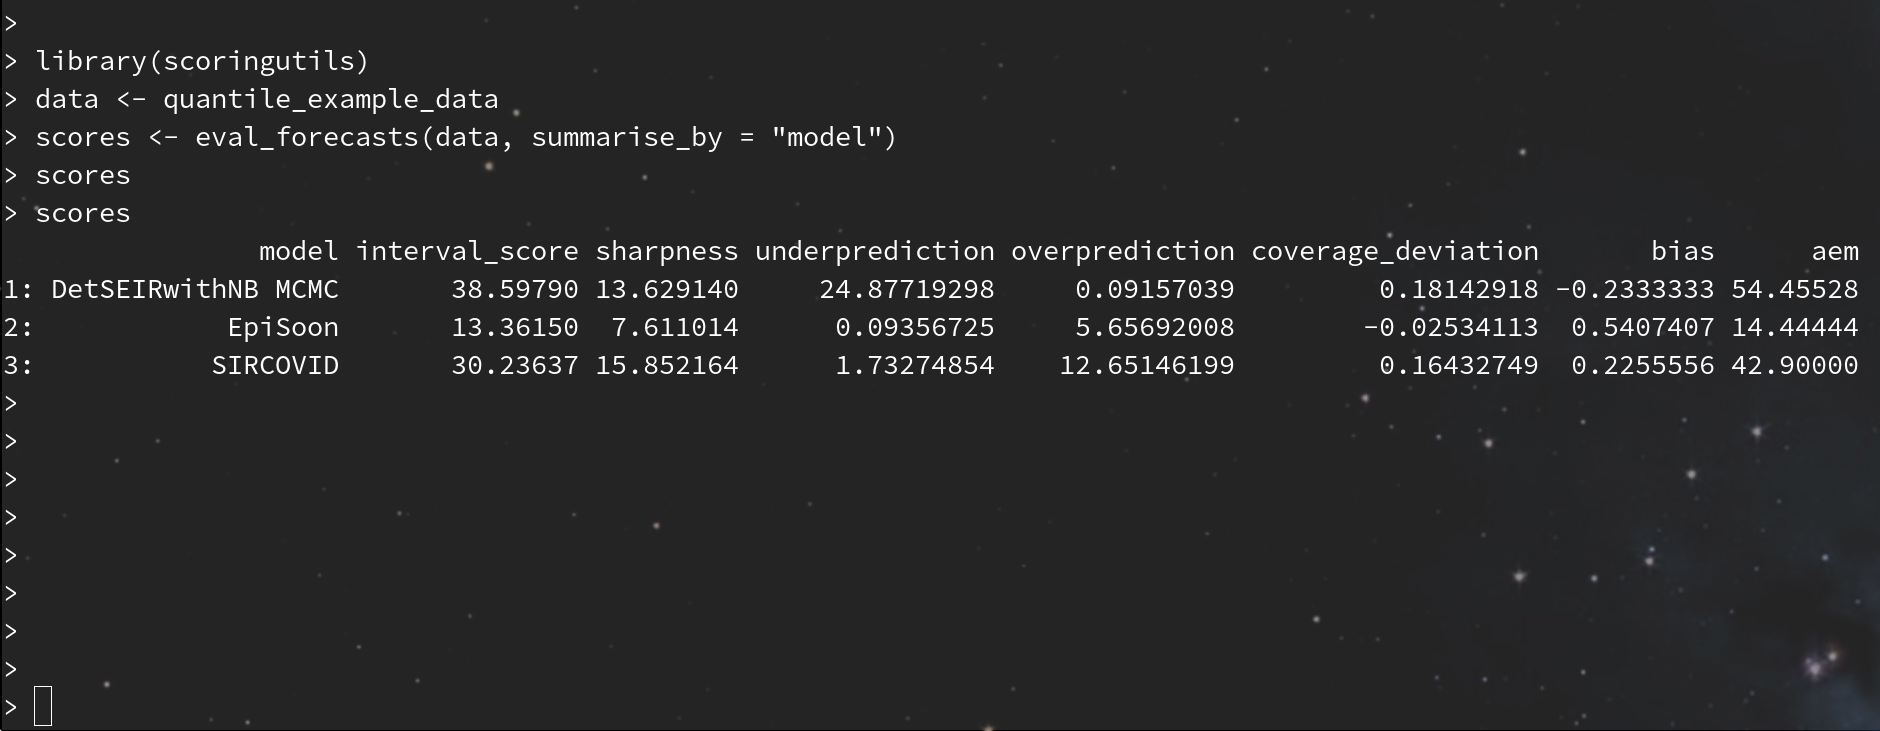 >
> library(scoringutils)
> data <- quantile_example_data
> scores <- eval_forecasts(data, summarise_by = "model")
> scores
> scores
              model interval_score sharpness underprediction overprediction coverage_deviation       bias      aem
1: DetSEIRwithNB MCMC       38.59790 13.629140     24.87719298     0.09157039         0.18142918 -0.2333333 54.45528
2:            EpiSoon       13.36150  7.611014      0.09356725     5.65692008        -0.02534113  0.5407407 14.44444
3:           SIRCOVID       30.23637 15.852164      1.73274854    12.65146199         0.16432749  0.2255556 42.90000
>
>
>
>
>
>
>
>
>